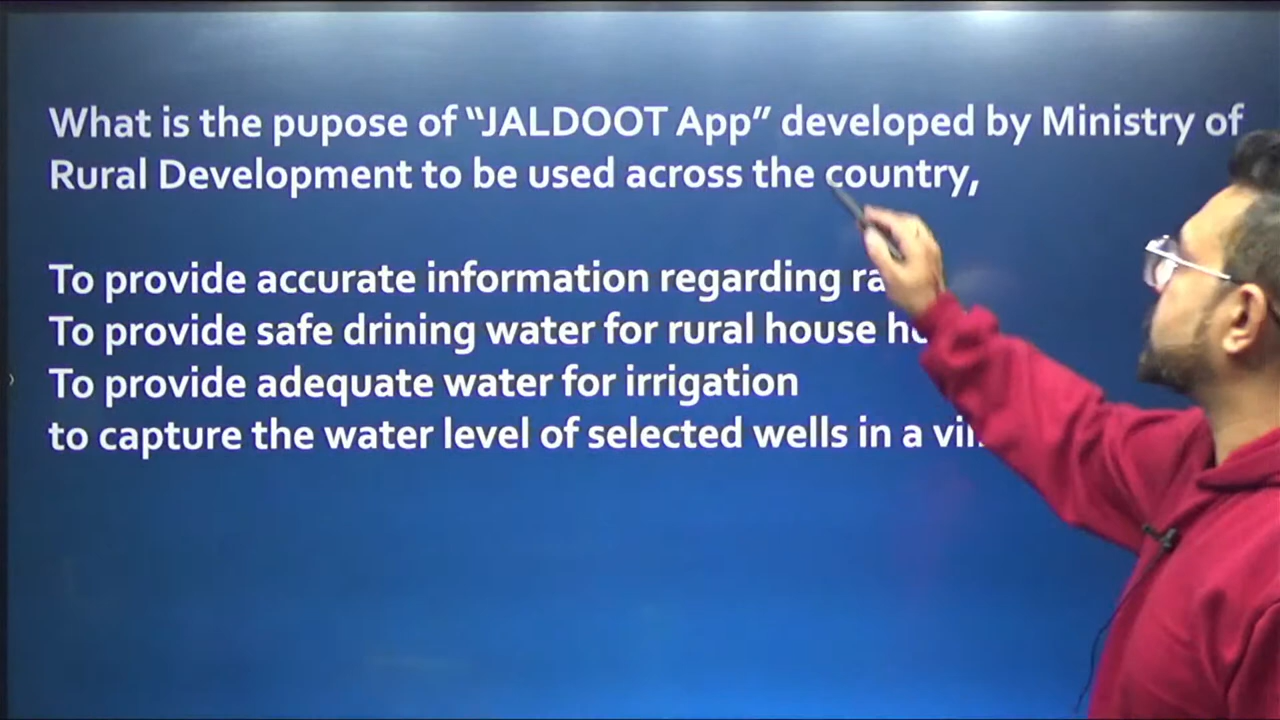 What is the pupose of “JALDOOT App” developed by Ministry of
Rural Development to be used across the country,
To provide accurate information regarding
To provide safe drining water for rural house
To provide adequate water for irrigation
to capture the water level of selected wells in a